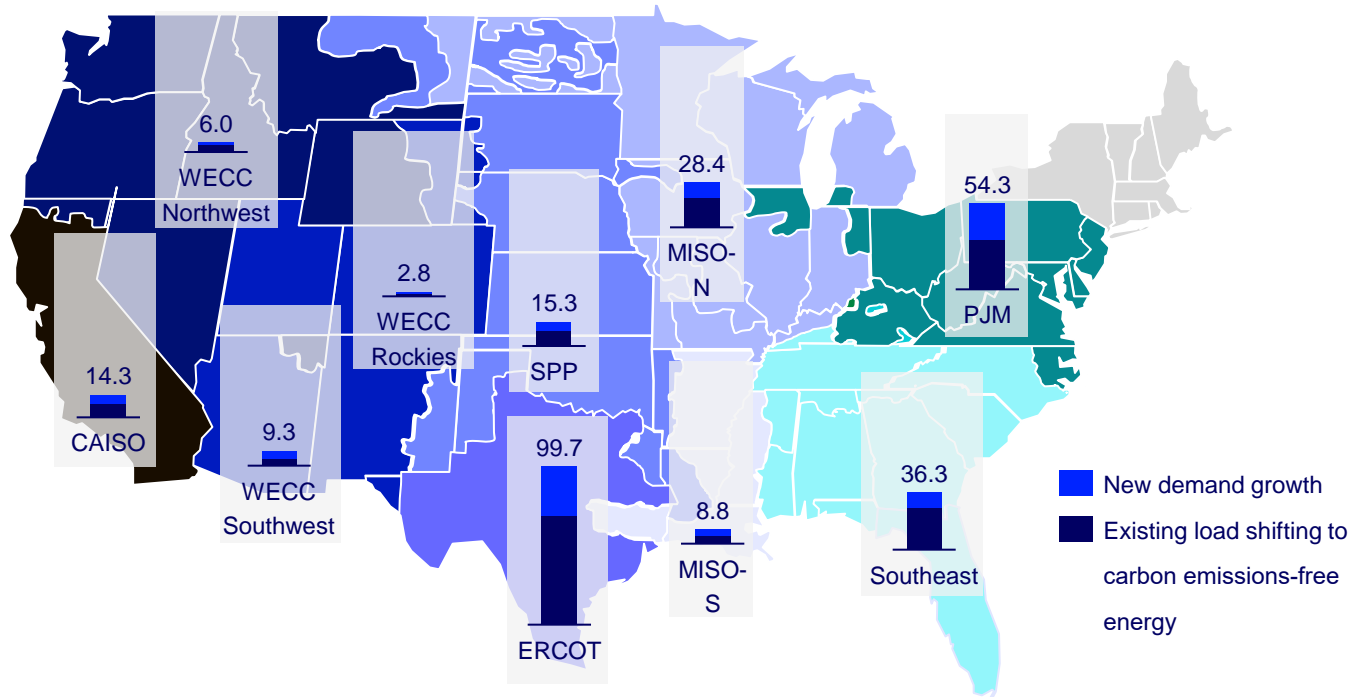 6.0
WECC
Northwest
2.8
WECC
Rockies
28.4
MISO-
N
54.3
PJM
14.3
CAISO
9.3
WECC
Southwest
15.3
SPP
99.7
ERCOT
8.8
MISO-
S
36.3
Southeast
New demand growth
Existing load shifting to
carbon emissions-free
energy